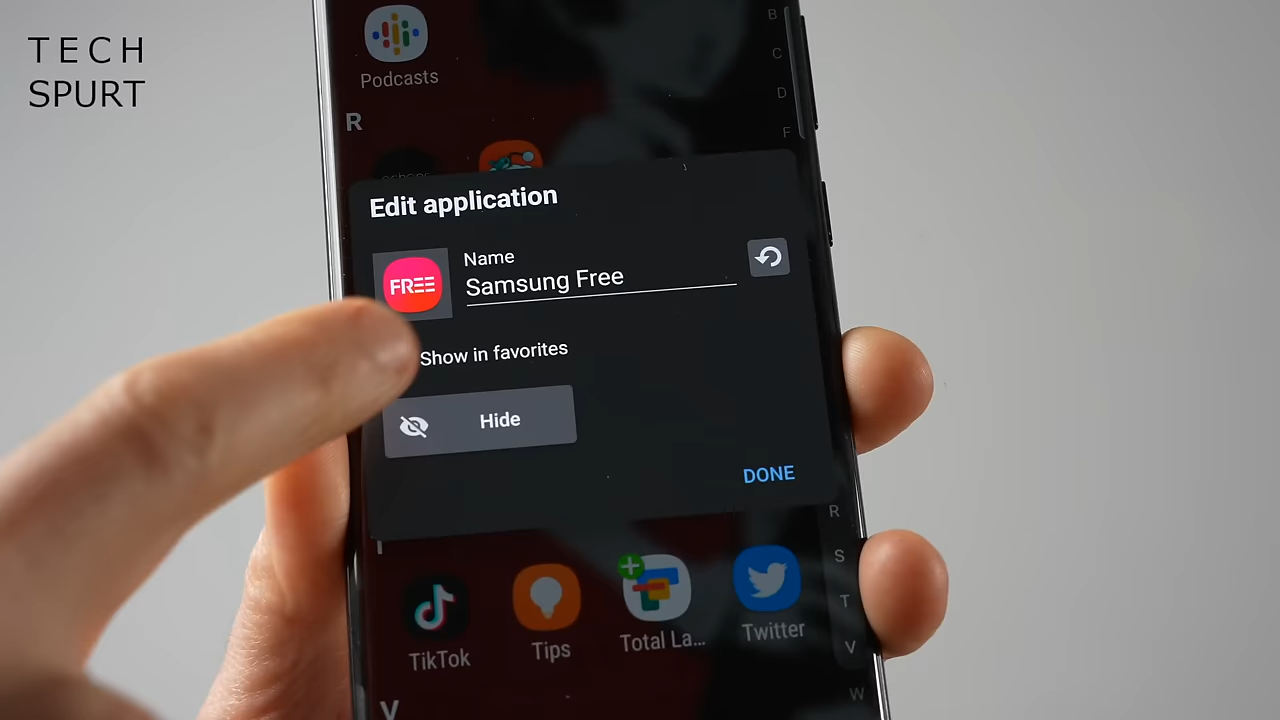 TECH
SPURT
Podcasts
B
C
D
F
R
Edit application
FREE
Name
Samsung Free
Show in favorites
Hide
DONE
R
S
T
V
W
TikTok
Tips
Total La...
Twitter
V